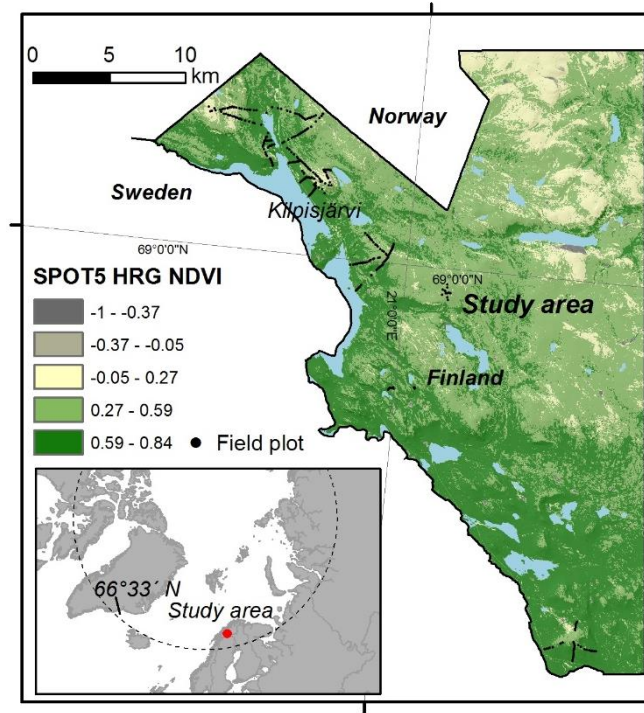 0 5 10
km
Norway
Sweden
Kilpisjärvi
69°0'0"N
69°0'0"N
SPOT5 HRG NDVI
Study area
21°0'0"E
-1 - -0.37
-0.37 - -0.05
-0.05 - 0.27
Finland
0.27 - 0.59
0.59 - 0.84
Field plot
66°33´ N
Study area